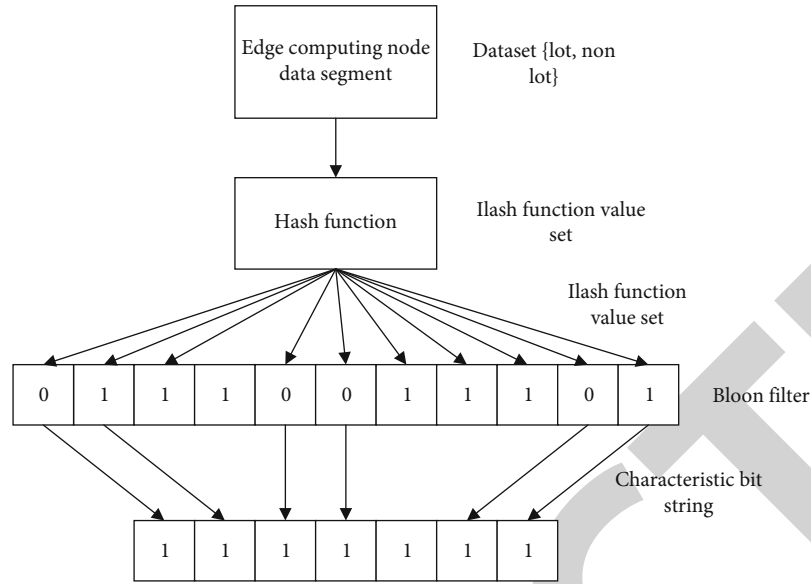 Edge computing node
data segment
Dataset {lot, non
lot}
Hash function
Ilash function value
set
Ilash function
value set
0 1 1 1 0 0 1 1 1 0 1
Bloon filter
Characteristic bit
string
1 1 1 1 1 1 1